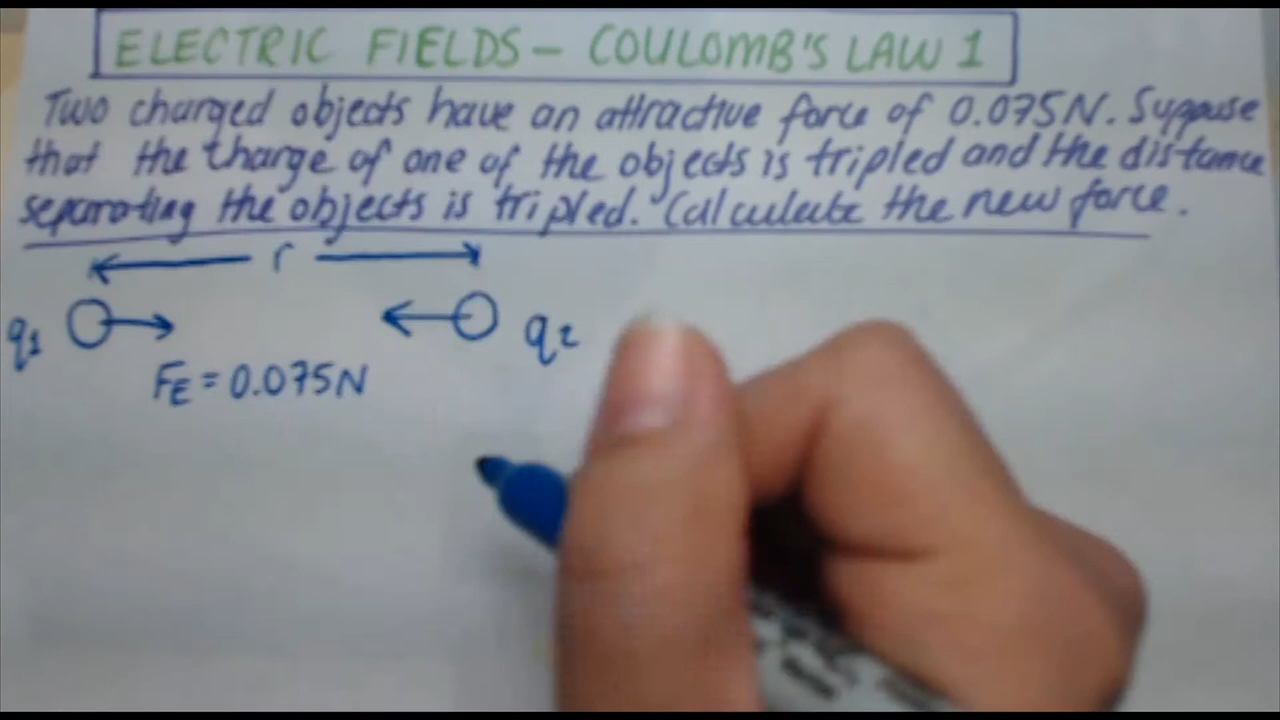 ELECTRIC FIELDS - COULOMB'S LAW 1
Two charged objects have an attractive force of 0.075N. Suppose
that the charge of one of the objects is tripled and the distance
separating the objects is tripled. Calculate the new force.
r
q1 q2
FE = 0.075N